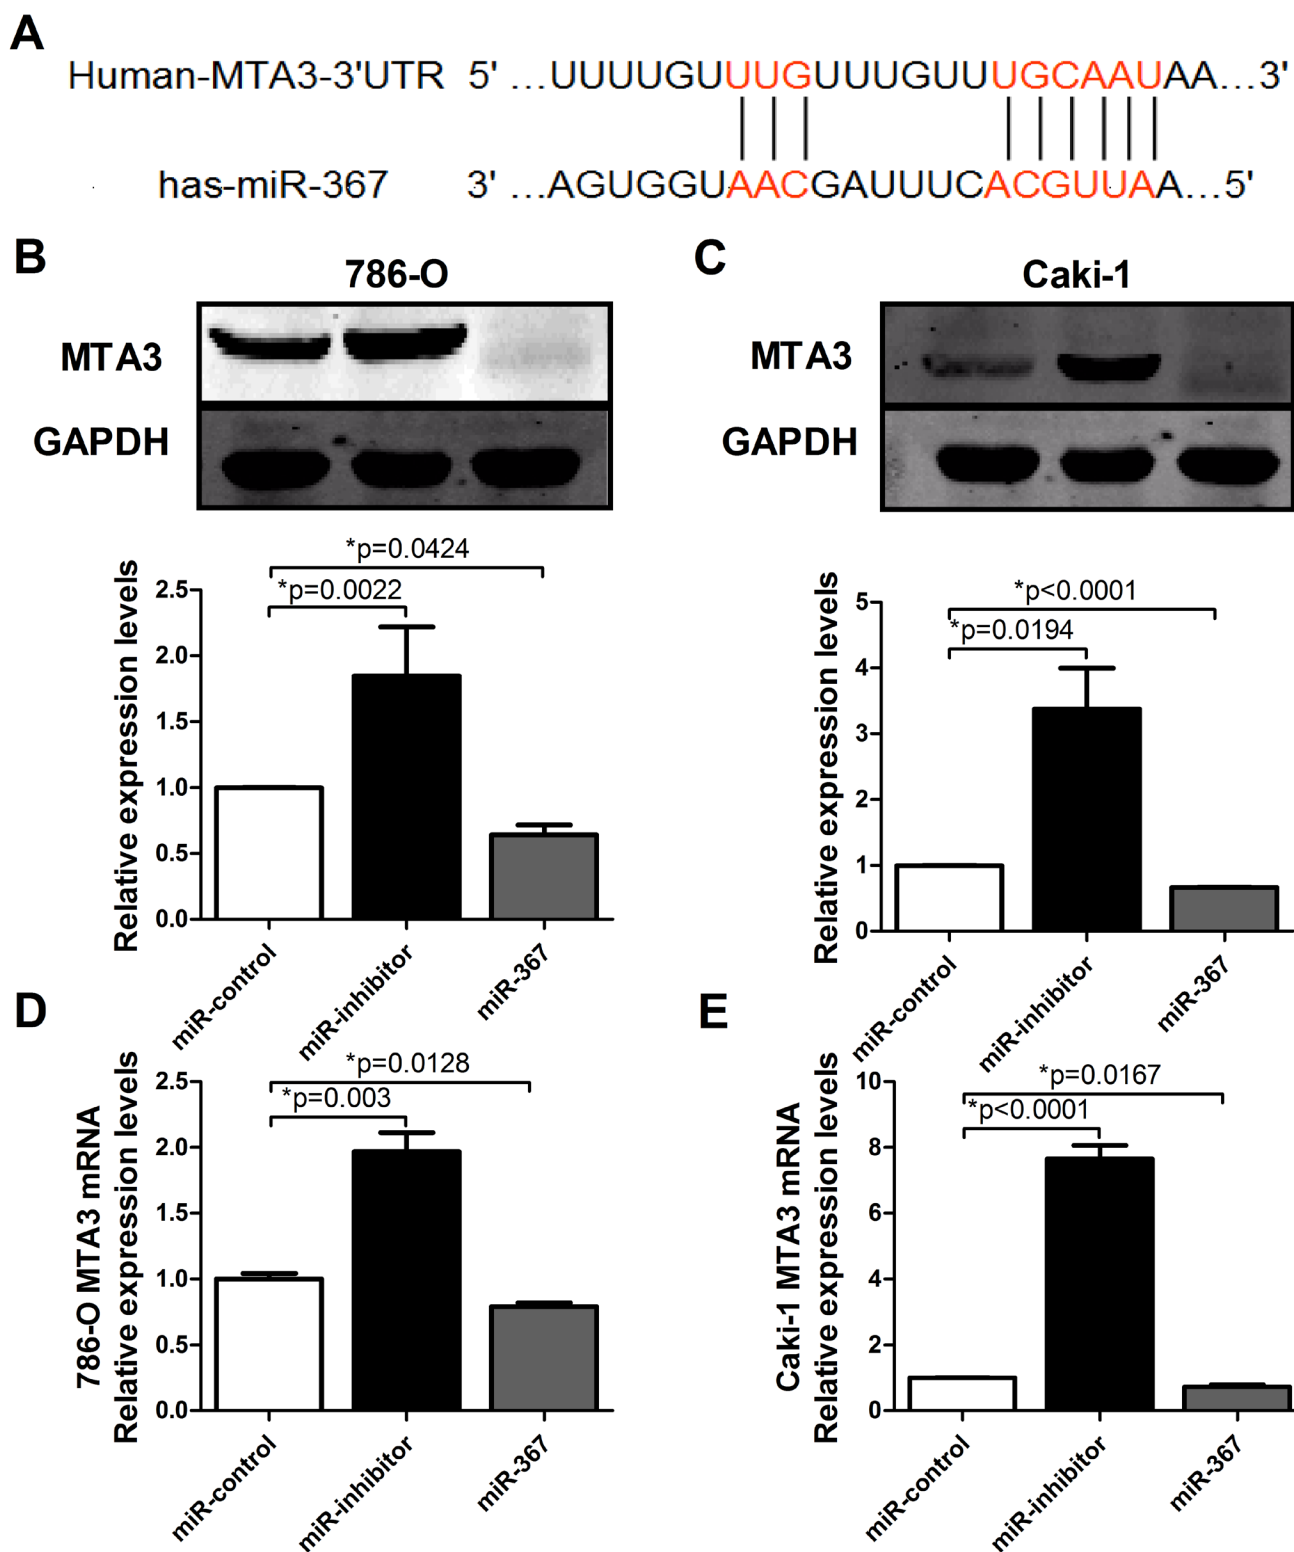 A
Human-MTA3-3'UTR 5' ...UUUUGUUUGUUUGUUUGCAAUAA...3'
has-miR-367 3' ...AGUGGUAACGAUUUCACGUUAA...5'
B
786-O
MTA3
GAPDH
*p=0.0424
*p=0.0022
Relative expression levels
2.5
2.0
1.5
1.0
0.5
0.0
miR-control
miR-inhibitor
miR-367
C
Caki-1
MTA3
GAPDH
*p<0.0001
*p=0.0194
Relative expression levels
5
4
3
2
1
0
miR-control
miR-inhibitor
miR-367
D
*p=0.0128
*p=0.003
786-O MTA3 mRNA
Relative expression levels
2.5
2.0
1.5
1.0
0.5
0.0
miR-control
miR-inhibitor
miR-367
E
*p=0.0167
*p<0.0001
Caki-1 MTA3 mRNA
Relative expression levels
10
8
6
4
2
0
miR-control
miR-inhibitor
miR-367